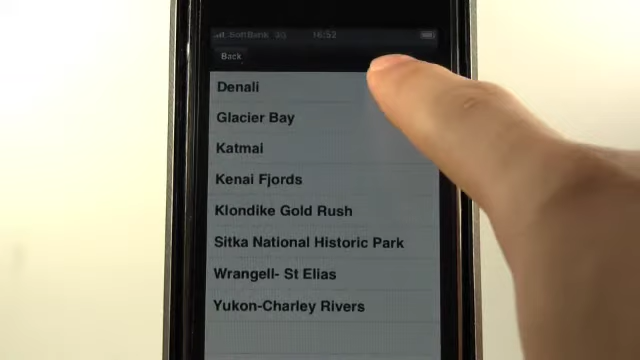 SoftBank 3G 16:52
Back
Denali
Glacier Bay
Katmai
Kenai Fjords
Klondike Gold Rush
Sitka National Historic Park
Wrangell- St Elias
Yukon-Charley Rivers